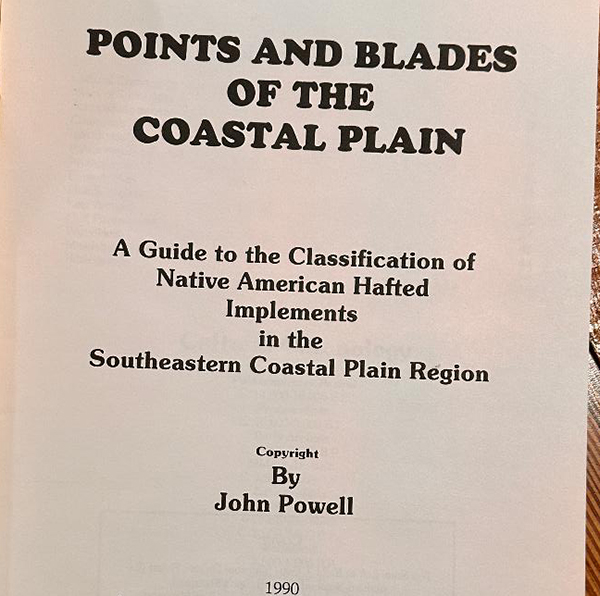 POINTS AND BLADES
OF THE
COASTAL PLAIN
A Guide to the Classification of
Native American Hafted
Implements
in the
Southeastern Coastal Plain Region
Copyright
By
John Powell
1990